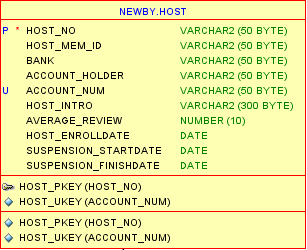 NEWBY.HOST
P * HOST_NO VARCHAR2 (50 BYTE)
HOST_MEM_ID VARCHAR2 (50 BYTE)
BANK VARCHAR2 (50 BYTE)
ACCOUNT_HOLDER VARCHAR2 (50 BYTE)
U ACCOUNT_NUM VARCHAR2 (50 BYTE)
HOST_INTRO VARCHAR2 (300 BYTE)
AVERAGE_REVIEW NUMBER (10)
HOST_ENROLLDATE DATE
SUSPENSION_STARTDATE DATE
SUSPENSION_FINISHDATE DATE
HOST_PKEY (HOST_NO)
HOST_UKEY (ACCOUNT_NUM)
HOST_PKEY (HOST_NO)
HOST_UKEY (ACCOUNT_NUM)